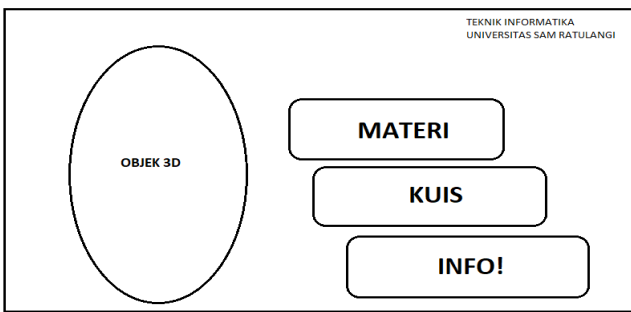 TEKNIK INFORMATIKA
UNIVERSITAS SAM RATULANGI
OBJEK 3D
MATERI
KUIS
INFO!